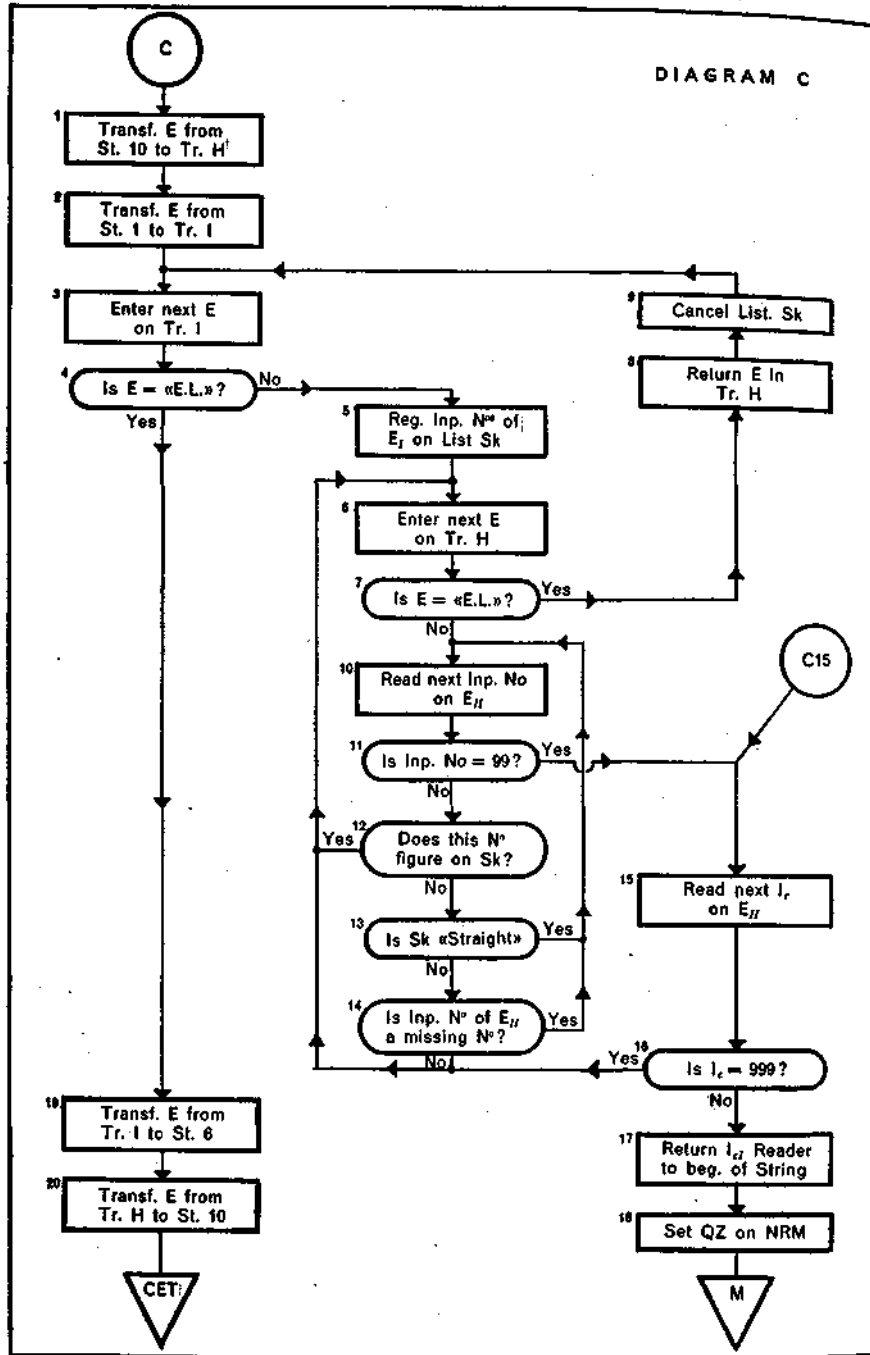 C
DIAGRAM C
1
Transf. E from
St. 10 to Tr. H†
2
Transf. E from
St. 1 to Tr. I
3
Enter next E
on Tr. I
9
Cancel List. Sk
8
Return E in
Tr. H
4
Is E = «E.L.»?
No
Yes
5
Reg. Inp. Nos of
E_I on List Sk
6
Enter next E
on Tr. H
7
Is E = «E.L.»?
Yes
No
C15
10
Read next Inp. No
on E_H
11
Is Inp. No = 99?
Yes
No
12
Yes
Does this No
figure on Sk?
No
15
Read next I_r
on E_H
13
Is Sk «Straight»
Yes
No
14
Is Inp. No of E_H
a missing No?
Yes
No
16
Yes
Is I_c = 999?
No
19
Transf. E from
Tr. I to St. 6
17
Return I_cI Reader
to beg. of String
20
Transf. E from
Tr. H to St. 10
18
Set QZ on NRM
CET
M